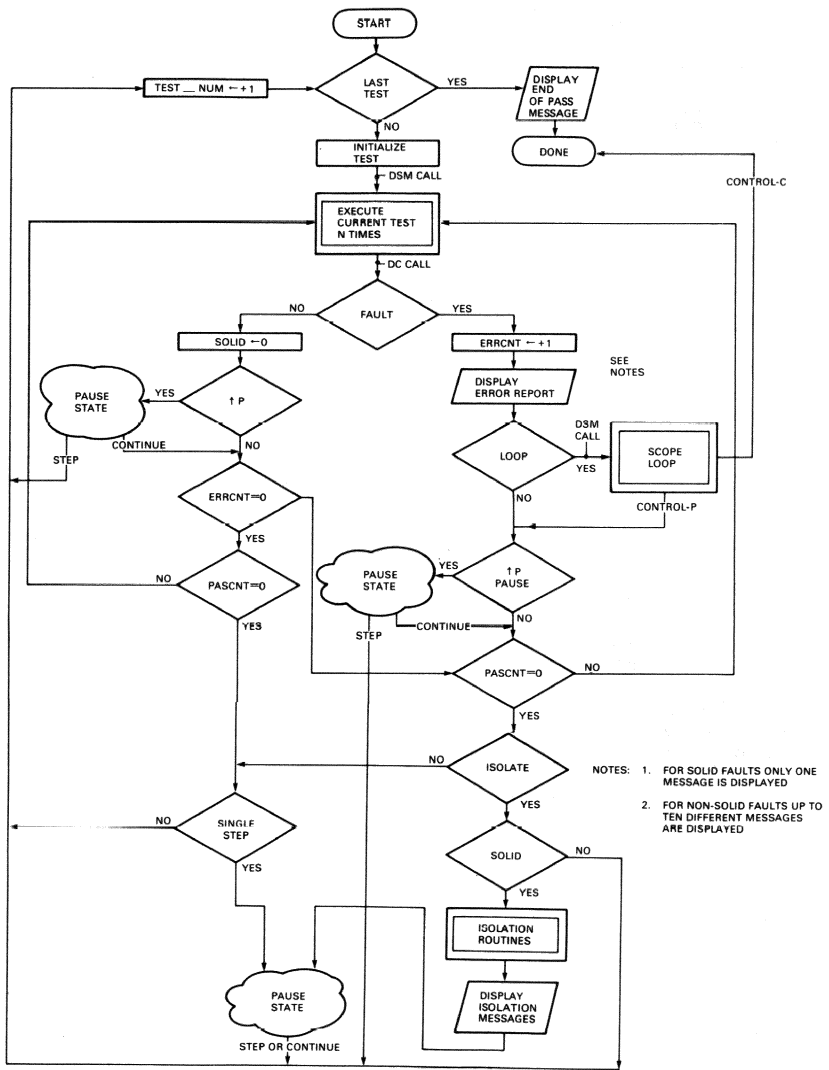 START
TEST __ NUM ←+1
LAST
TEST
YES
DISPLAY
END
OF PASS
MESSAGE
NO
DONE
INITIALIZE
TEST
DSM CALL
CONTROL-C
EXECUTE
CURRENT TEST
N TIMES
DC CALL
NO
FAULT
YES
SOLID ←0
ERRCNT ← +1
SEE
NOTES
DISPLAY
ERROR REPORT
PAUSE
STATE
YES
↑ P
NO
CONTINUE
STEP
LOOP
DSM
CALL
YES
SCOPE
LOOP
NO
CONTROL-P
ERRCNT=0
YES
NO
PASCNT=0
YES
PAUSE
STATE
YES
↑ P
PAUSE
NO
CONTINUE
STEP
PASCNT=0
NO
YES
NO
ISOLATE
YES
NOTES: 1. FOR SOLID FAULTS ONLY ONE
MESSAGE IS DISPLAYED
2. FOR NON-SOLID FAULTS UP TO
TEN DIFFERENT MESSAGES
ARE DISPLAYED
NO
SINGLE
STEP
YES
SOLID
NO
YES
ISOLATION
ROUTINES
PAUSE
STATE
DISPLAY
ISOLATION
MESSAGES
STEP OR CONTINUE